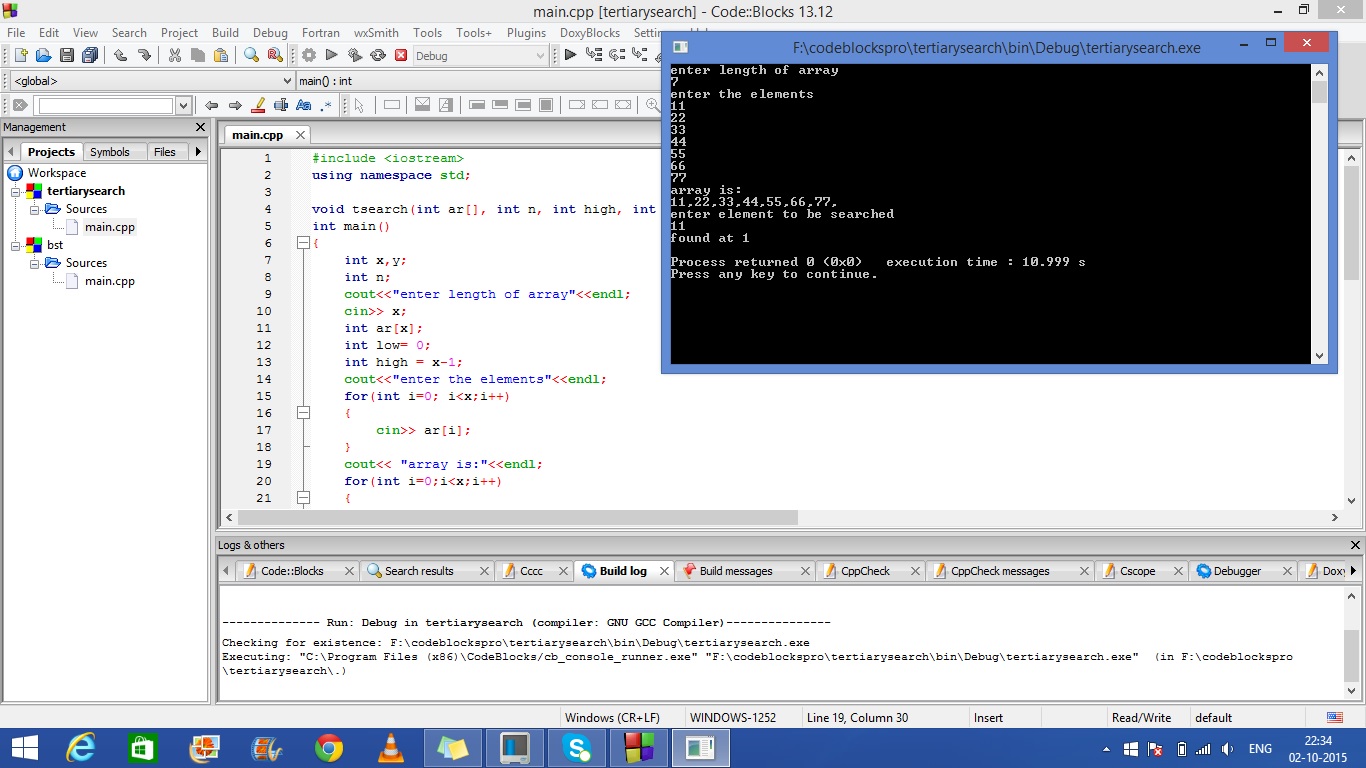 main.cpp [tertiarysearch] - Code::Blocks 13.12
File Edit View Search Project Build Debug Fortran wxSmith Tools Tools+ Plugins DoxyBlocks
Debug
<global> main() : int
Management
Projects Symbols Files
Workspace
tertiarysearch
Sources
main.cpp
bst
Sources
main.cpp
main.cpp
1 #include <iostream>
2 using namespace std;
3
4 void tsearch(int ar[], int n, int high, int
5 int main()
6 {
7 int x,y;
8 int n;
9 cout<<"enter length of array"<<endl;
10 cin>> x;
11 int ar[x];
12 int low= 0;
13 int high = x-1;
14 cout<<"enter the elements"<<endl;
15 for(int i=0; i<x;i++)
16 {
17 cin>> ar[i];
18 }
19 cout<< "array is:"<<endl;
20 for(int i=0;i<x;i++)
21 {
F:\codeblockspro\tertiarysearch\bin\Debug\tertiarysearch.exe
enter length of array
7
enter the elements
11
22
33
44
55
66
77
array is:
11,22,33,44,55,66,77,
enter element to be searched
11
found at 1
Process returned 0 (0x0) execution time : 10.999 s
Press any key to continue.
Logs & others
Code::Blocks Search results Cccc Build log Build messages CppCheck CppCheck messages Cscope Debugger Doxy
-------------- Run: Debug in tertiarysearch (compiler: GNU GCC Compiler)---------------
Checking for existence: F:\codeblockspro\tertiarysearch\bin\Debug\tertiarysearch.exe
Executing: "C:\Program Files (x86)\CodeBlocks/cb_console_runner.exe" "F:\codeblockspro\tertiarysearch\bin\Debug\tertiarysearch.exe" (in F:\codeblockspro
\tertiarysearch\.)
Windows (CR+LF) WINDOWS-1252 Line 19, Column 30 Insert Read/Write default
ENG
22:34
02-10-2015